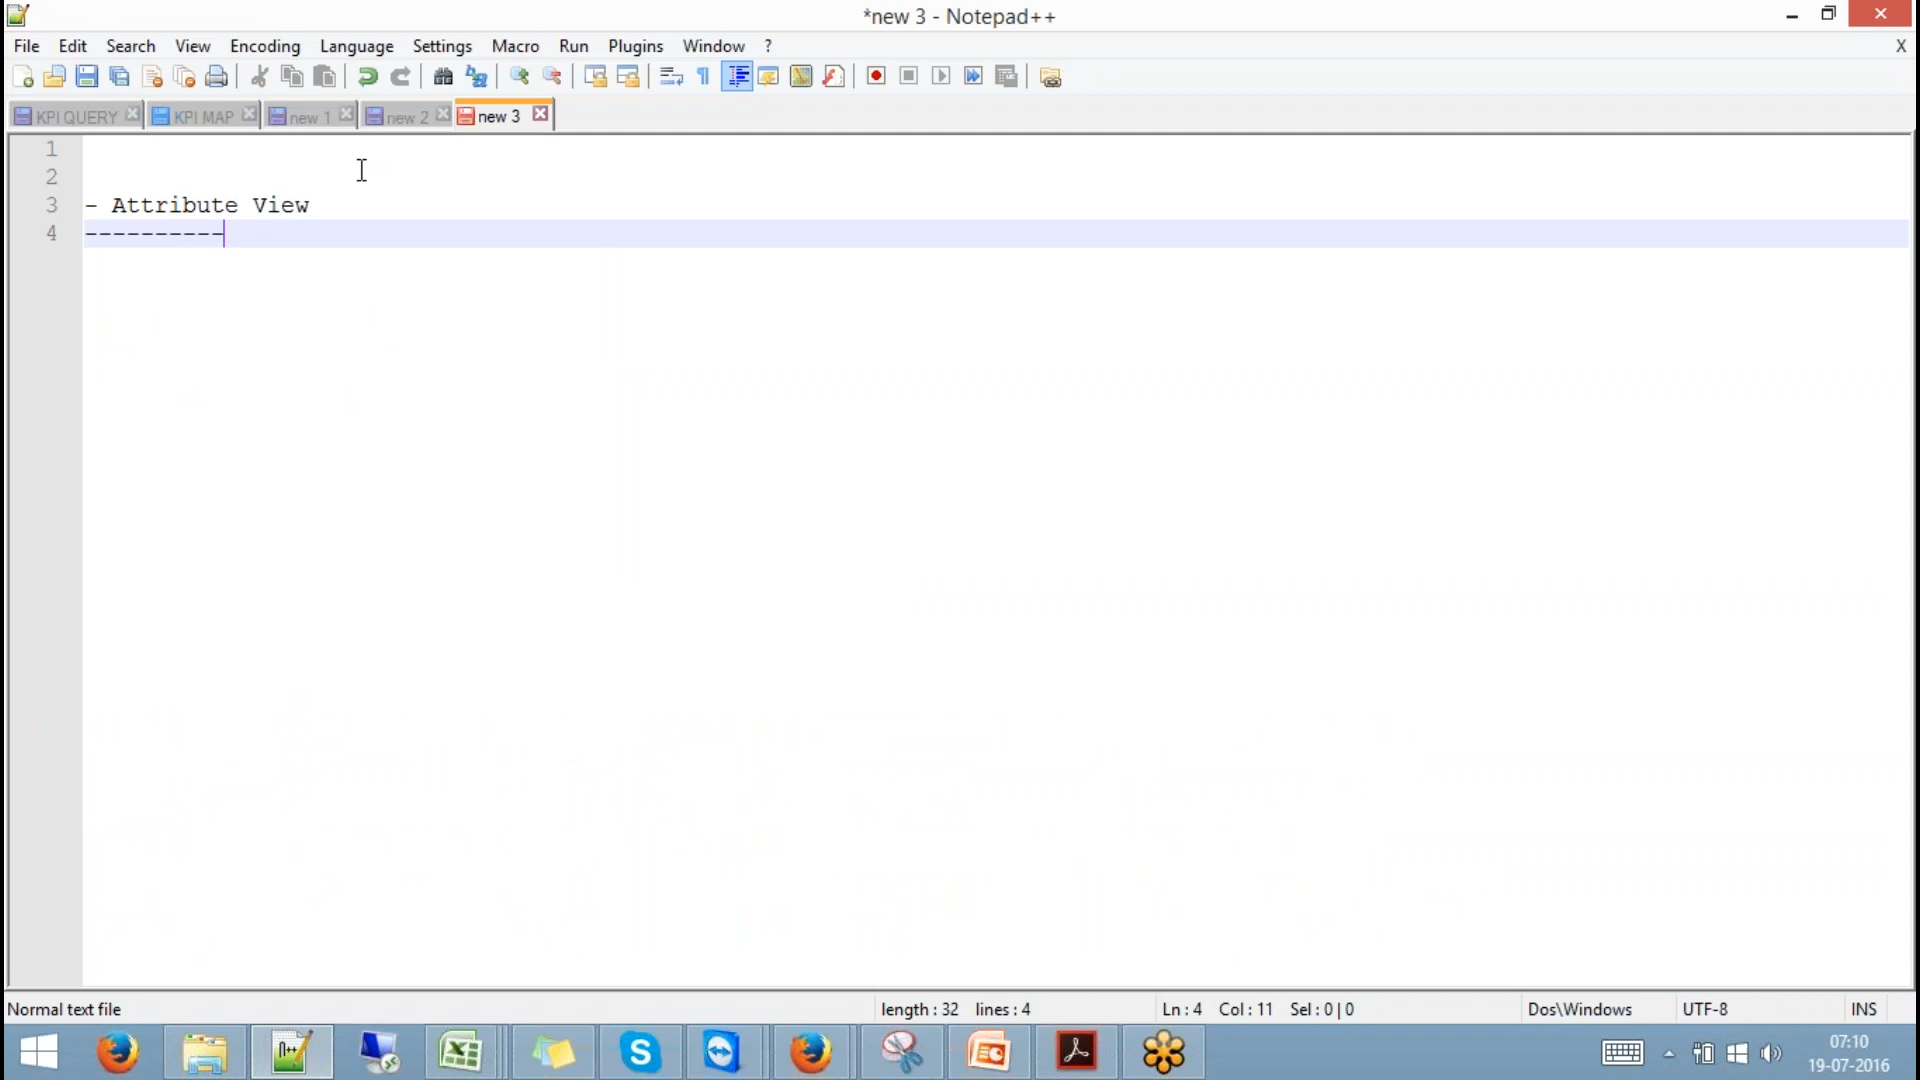 *new 3 - Notepad++
File Edit Search View Encoding Language Settings Macro Run Plugins Window ? X
KPI QUERY KPI MAP new 1 new 2 new 3
1
2
3 - Attribute View
4 ----------
Normal text file length : 32 lines : 4 Ln : 4 Col : 11 Sel : 0 | 0 Dos\Windows UTF-8 INS
07:10
19-07-2016